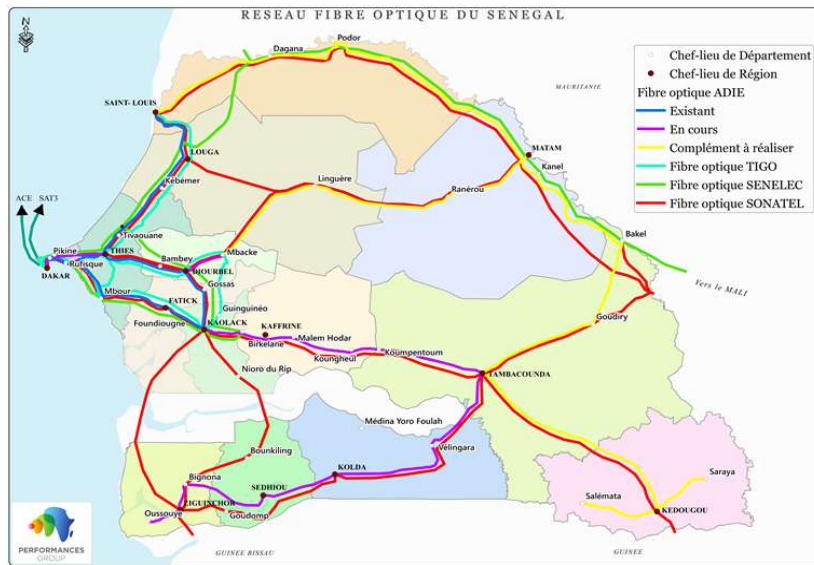 RESEAU FIBRE OPTIQUE DU SENEGAL
N
Podor
Dagana
MAURITANIE
Chef-lieu de Département
Chef-lieu de Région
Fibre optique ADIE
Existant
En cours
Complément à réaliser
Fibre optique TIGO
Fibre optique SENELEC
Fibre optique SONATEL
SAINT- LOUIS
LOUGA
MATAM
Kanel
Kébémer
Linguère
Ranérou
ACE SAT3
Tivaouane
Bakel
Pikine
THIES
Mbacke
Rufisque
Bambey
DAKAR
DIOURBEL
Vers le MALI
Gossas
Mbour
FATICK
Guinguinéo
Goudiry
Foundiougne
KAOLACK
KAFFRINE
Birkelane
Malem Hodar
Koungheul
Koumpentoum
Nioro du Rip
TAMBACOUNDA
Médina Yoro Foulah
Vélingara
Bounkiling
KOLDA
Bignona
SEDHIOU
Saraya
Salémata
Oussouye
ZIGUINCHOR
Goudomp
KEDOUGOU
PERFORMANCES
GROUP
GUINEE BISSAU
GUINEE